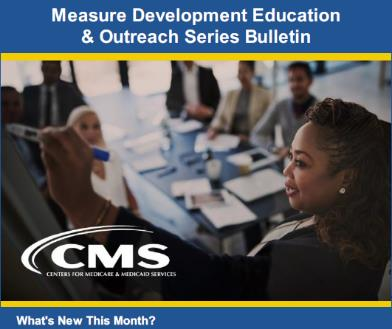 Measure Development Education
& Outreach Series Bulletin
CMS
CENTERS FOR MEDICARE & MEDICAID SERVICES
What's New This Month?